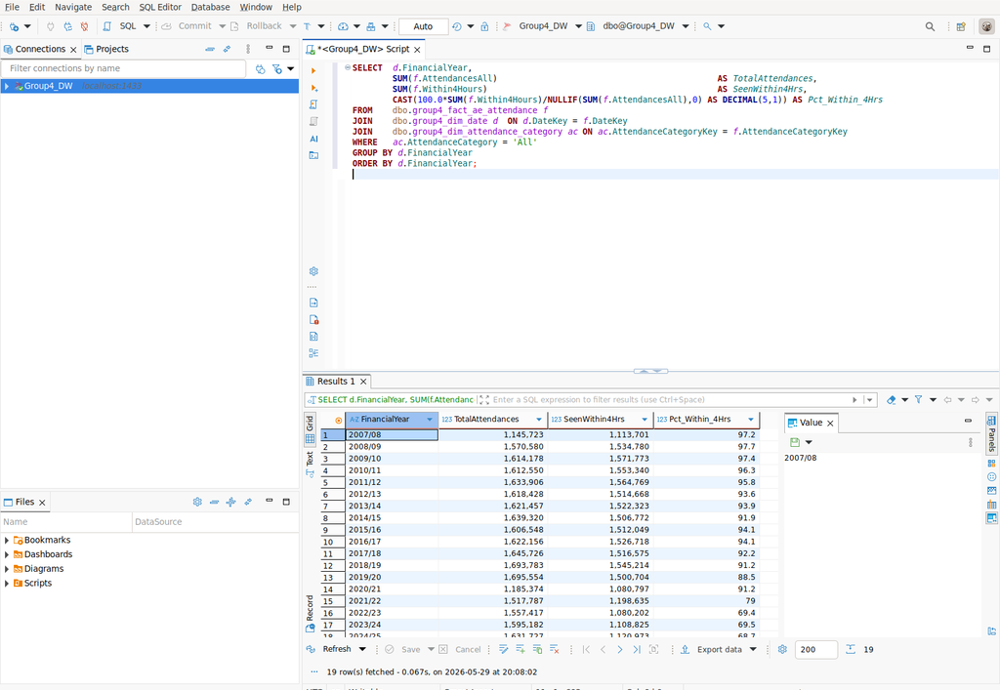 File Edit Navigate Search SQL Editor Database Window Help
SQL Commit Rollback T Auto Group4_DW dbo@Group4_DW
Connections Projects
Filter connections by name
Group4_DW localhost:1433
Files
Name DataSource
Bookmarks
Dashboards
Diagrams
Scripts
*<Group4_DW> Script
SELECT d.FinancialYear,
SUM(f.AttendancesAll) AS TotalAttendances,
SUM(f.Within4Hours) AS SeenWithin4Hrs,
CAST(100.0*SUM(f.Within4Hours)/NULLIF(SUM(f.AttendancesAll),0) AS DECIMAL(5,1)) AS Pct_Within_4Hrs
FROM dbo.group4_fact_ae_attendance f
JOIN dbo.group4_dim_date d ON d.DateKey = f.DateKey
JOIN dbo.group4_dim_attendance_category ac ON ac.AttendanceCategoryKey = f.AttendanceCategoryKey
WHERE ac.AttendanceCategory = 'All'
GROUP BY d.FinancialYear
ORDER BY d.FinancialYear;
AI
Results 1
SELECT d.FinancialYear, SUM(f.Attendanc Enter a SQL expression to filter results (use Ctrl+Space)
Grid
Text
Record
AZ FinancialYear 123 TotalAttendances 123 SeenWithin4Hrs 123 Pct_Within_4Hrs
1 2007/08 1,145,723 1,113,701 97.2
2 2008/09 1,570,580 1,534,780 97.7
3 2009/10 1,614,178 1,571,773 97.4
4 2010/11 1,612,550 1,553,340 96.3
5 2011/12 1,633,906 1,564,769 95.8
6 2012/13 1,618,428 1,514,668 93.6
7 2013/14 1,621,457 1,522,323 93.9
8 2014/15 1,639,320 1,506,772 91.9
9 2015/16 1,606,548 1,512,049 94.1
10 2016/17 1,622,156 1,526,718 94.1
11 2017/18 1,645,726 1,516,575 92.2
12 2018/19 1,693,783 1,545,214 91.2
13 2019/20 1,695,554 1,500,704 88.5
14 2020/21 1,185,374 1,080,797 91.2
15 2021/22 1,517,787 1,198,635 79
16 2022/23 1,557,417 1,080,202 69.4
17 2023/24 1,595,182 1,108,825 69.5
18 2024/25 1,631,727 1,120,973 68.7
Value
2007/08
Panels
Refresh Save Cancel Export data 200 19
19 row(s) fetched - 0.067s, on 2026-05-29 at 20:08:02